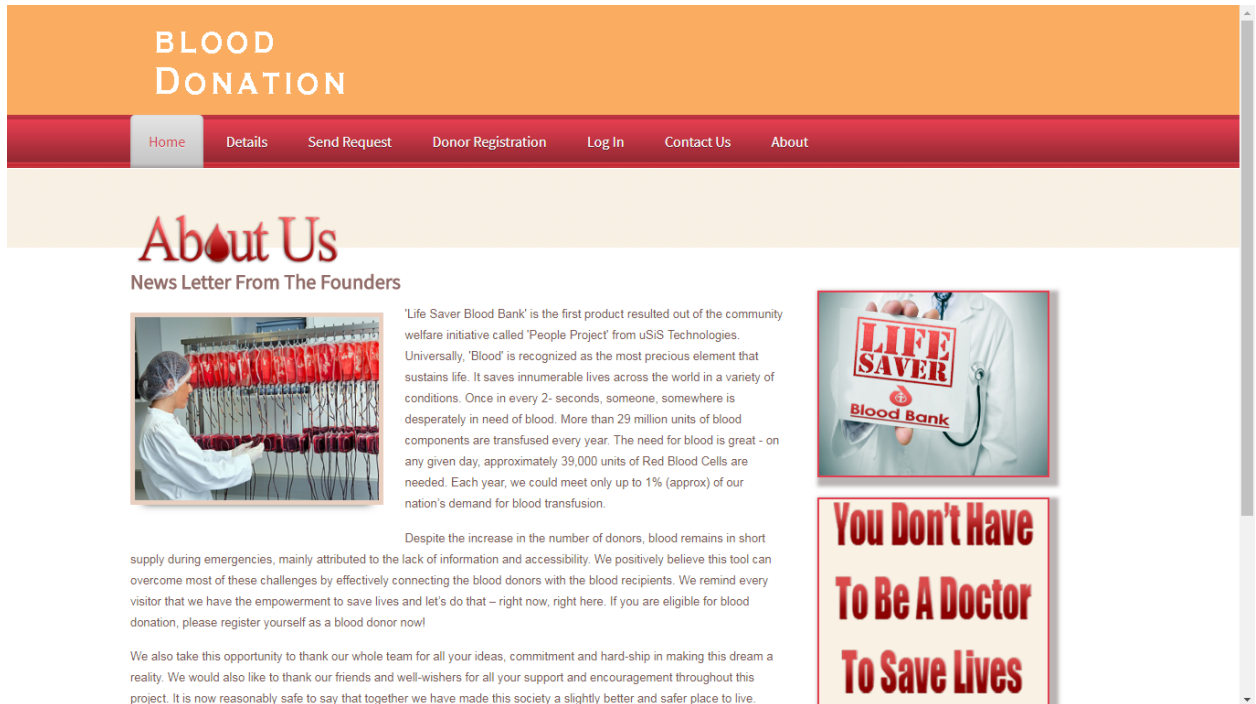 BLOOD
DONATION
Home Details Send Request Donor Registration Log In Contact Us About
About Us
News Letter From The Founders
'Life Saver Blood Bank' is the first product resulted out of the community
welfare initiative called 'People Project' from uSiS Technologies.
Universally, 'Blood' is recognized as the most precious element that
sustains life. It saves innumerable lives across the world in a variety of
conditions. Once in every 2- seconds, someone, somewhere is
desperately in need of blood. More than 29 million units of blood
components are transfused every year. The need for blood is great - on
any given day, approximately 39,000 units of Red Blood Cells are
needed. Each year, we could meet only up to 1% (approx) of our
nation's demand for blood transfusion.
Despite the increase in the number of donors, blood remains in short
supply during emergencies, mainly attributed to the lack of information and accessibility. We positively believe this tool can
overcome most of these challenges by effectively connecting the blood donors with the blood recipients. We remind every
visitor that we have the empowerment to save lives and let's do that – right now, right here. If you are eligible for blood
donation, please register yourself as a blood donor now!
We also take this opportunity to thank our whole team for all your ideas, commitment and hard-ship in making this dream a
reality. We would also like to thank our friends and well-wishers for all your support and encouragement throughout this
project. It is now reasonably safe to say that together we have made this society a slightly better and safer place to live.
LIFE
SAVER
Blood Bank
You Don't Have
To Be A Doctor
To Save Lives